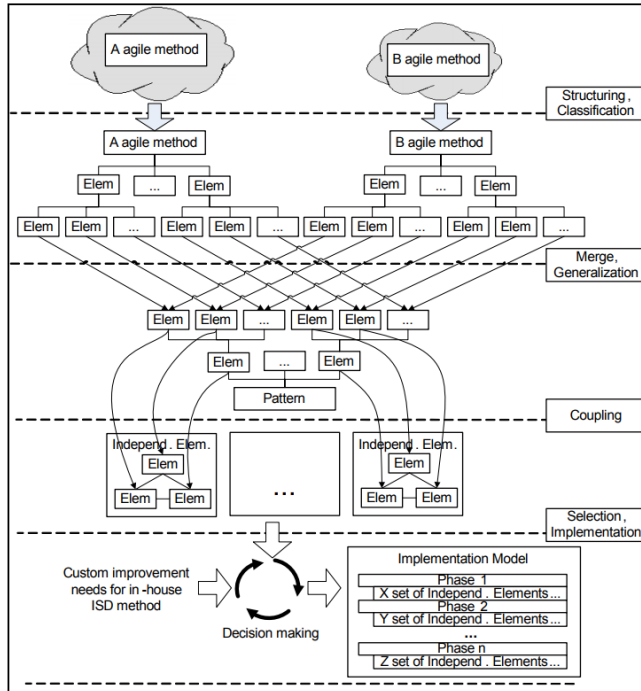 A agile method
B agile method
Structuring,
Classification
A agile method
B agile method
Elem
...
Elem
Elem
...
Elem
Elem
Elem
...
Elem
Elem
...
Elem
Elem
...
Elem
Elem
...
Merge,
Generalization
Elem
Elem
...
Elem
Elem
...
Elem
...
Elem
Pattern
Coupling
Independ. Elem.
Elem
Elem
Elem
...
Independ. Elem.
Elem
Elem
Elem
Selection,
Implementation
Custom improvement
needs for in-house
ISD method
Decision making
Implementation Model
Phase 1
X set of Independ. Elements...
Phase 2
Y set of Independ. Elements...
...
Phase n
Z set of Independ. Elements...